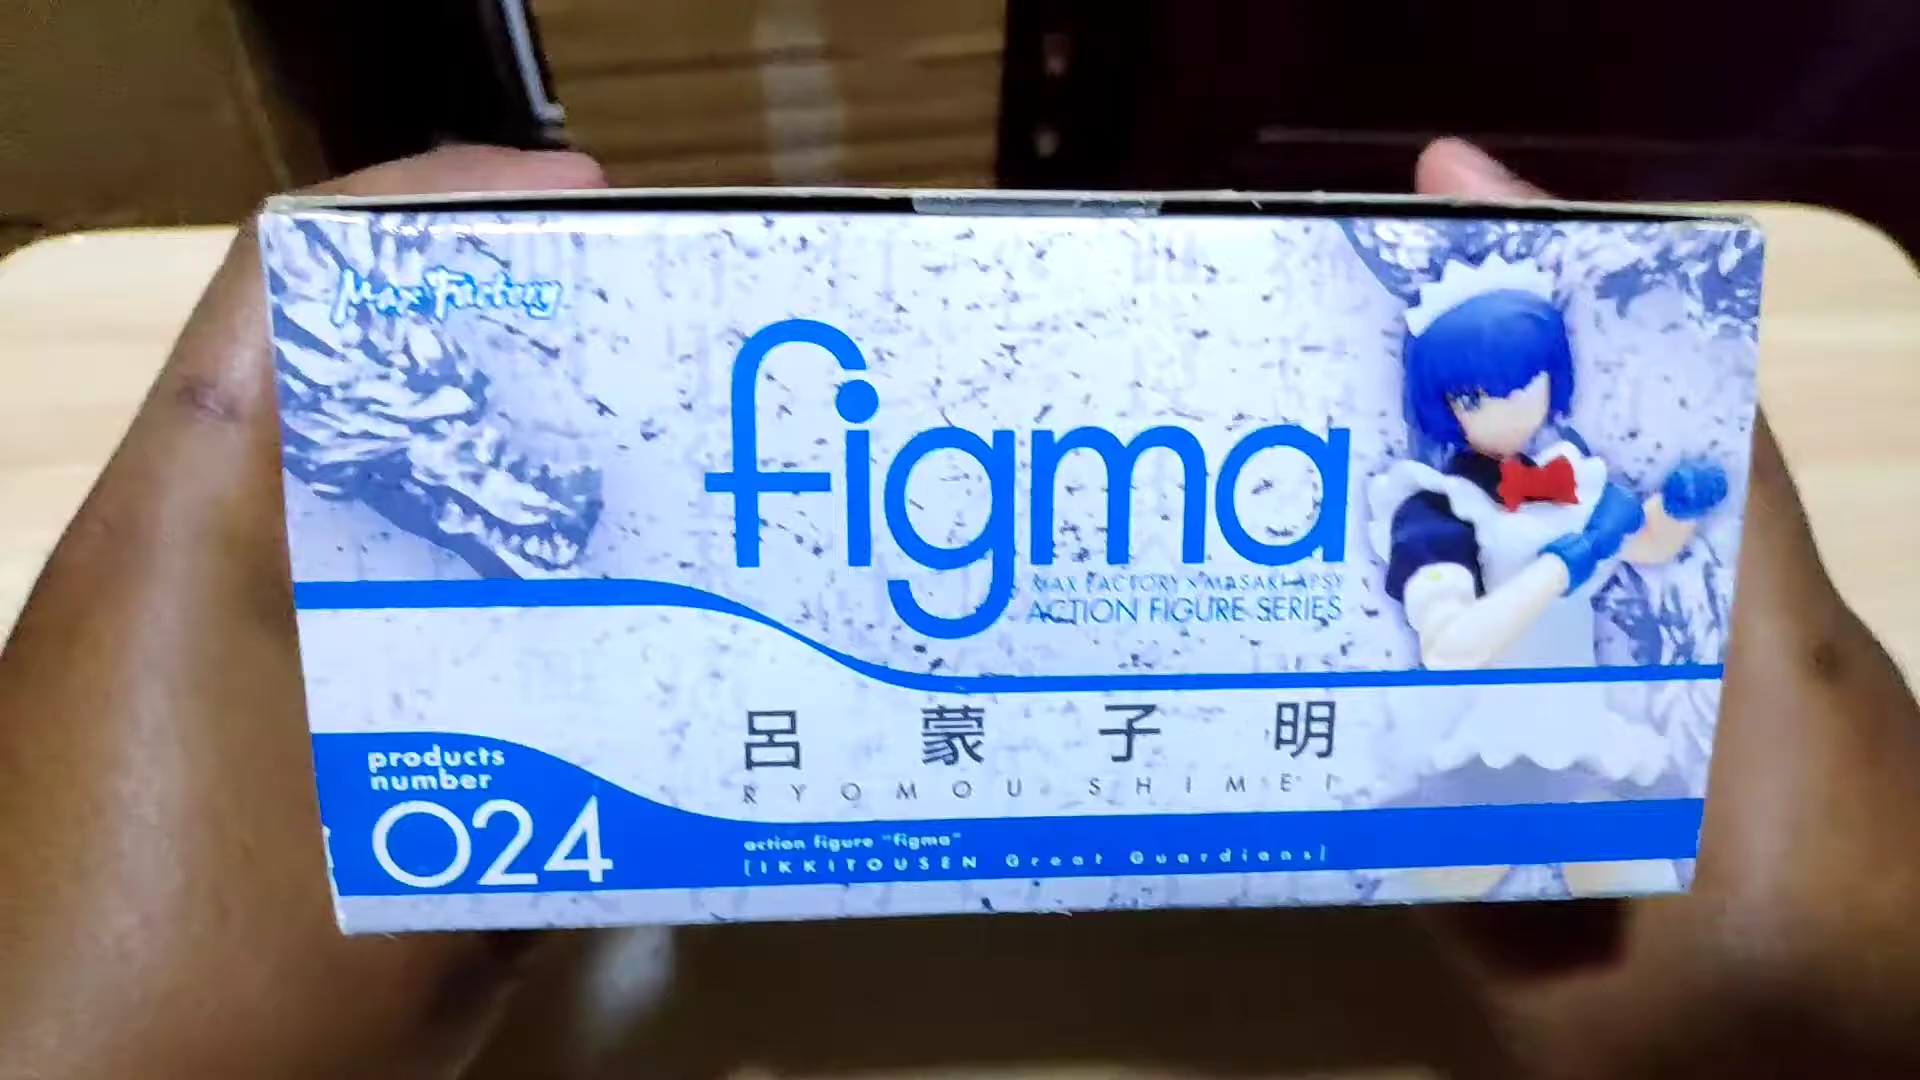 Max Factory
figma
MAX FACTORY × MASAKI APSY
ACTION FIGURE SERIES
呂蒙子明
RYOMOU SHIMEI
products
number
024
action figure "figma"
[IKKITOUSEN Great Guardians]